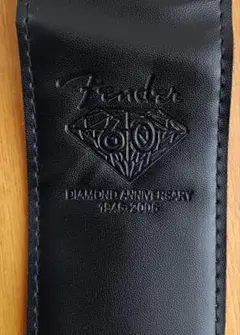 Fender
60
DIAMOND ANNIVERSARY
1946-2006